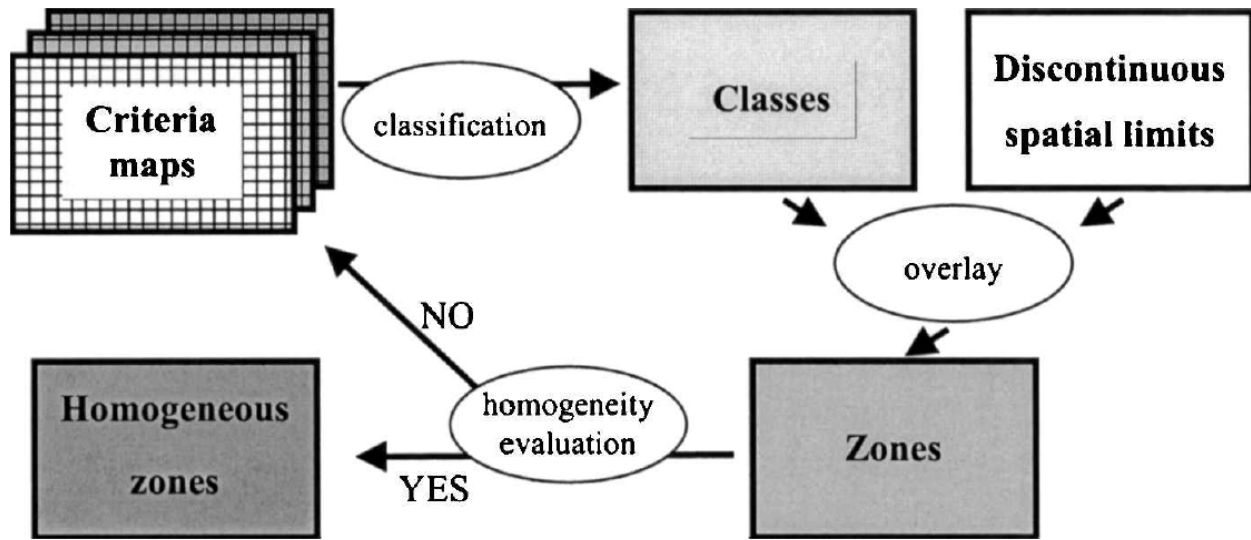 Criteria
maps
classification
Classes
Discontinuous
spatial limits
overlay
NO
Homogeneous
zones
homogeneity
evaluation
YES
Zones